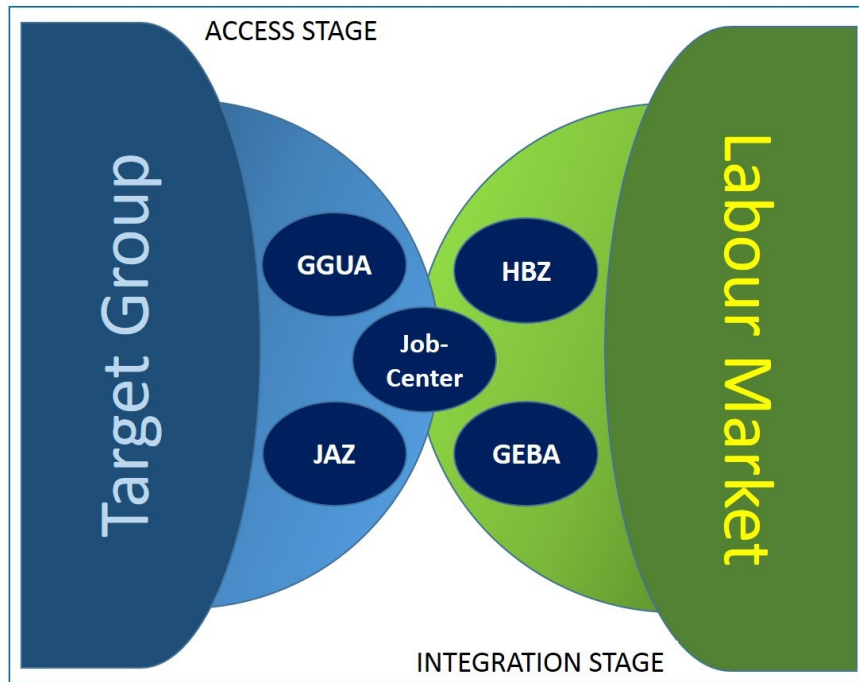 ACCESS STAGE
Target Group
GGUA
HBZ
Job-
Center
JAZ
GEBA
Labour Market
INTEGRATION STAGE